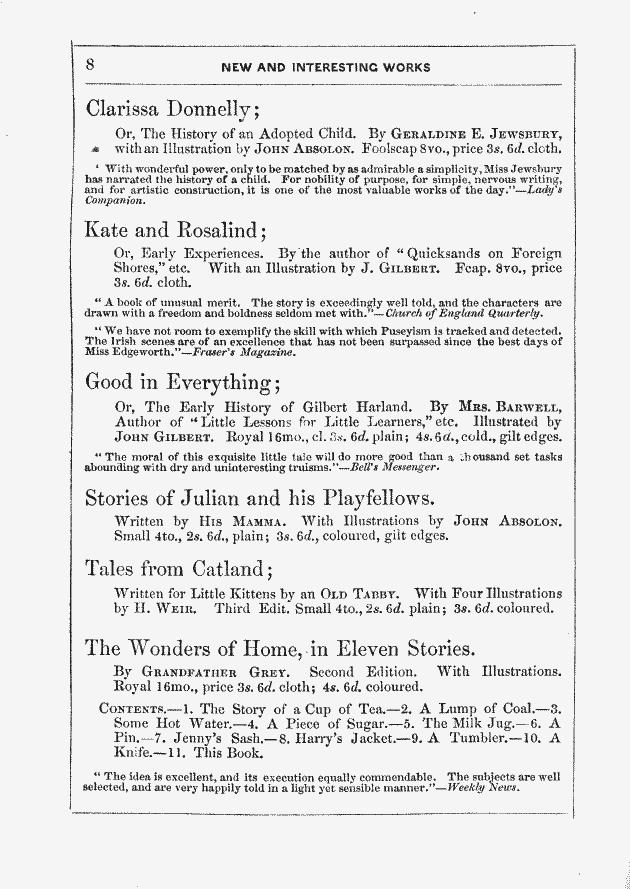 8
NEW AND INTERESTING WORKS
Clarissa Donnelly;
Or, The History of an Adopted Child. By GERALDINE E. JEWSBURY,
with an Illustration by JOHN ABSOLON. Foolscap 8vo., price 3s. 6d. cloth.
‘ With wonderful power, only to be matched by as admirable a simplicity, Miss Jewsbury
has narrated the history of a child. For nobility of purpose, for simple, nervous writing,
and for artistic construction, it is one of the most valuable works of the day."—Lady's
Companion.
Kate and Rosalind;
Or, Early Experiences. By the author of “Quicksands on Foreign
Shores,” etc. With an Illustration by J. GILBERT. Fcap. 8vo., price
3s. 6d. cloth.
“ A book of unusual merit. The story is exceedingly well told, and the characters are
drawn with a freedom and boldness seldom met with.”—Church of England Quarterly.
“We have not room to exemplify the skill with which Puseyism is tracked and detected.
The Irish scenes are of an excellence that has not been surpassed since the best days of
Miss Edgeworth.”—Fraser's Magazine.
Good in Everything;
Or, The Early History of Gilbert Harland. By MRS. BARWELL,
Author of “Little Lessons for Little Learners,” etc. Illustrated by
JOHN GILBERT. Royal 16mo., cl. 3s. 6d. plain; 4s. 6d., cold., gilt edges.
“ The moral of this exquisite little tale will do more good than a thousand set tasks
abounding with dry and uninteresting truisms.”—Bell's Messenger.
Stories of Julian and his Playfellows.
Written by HIS MAMMA. With Illustrations by JOHN ABSOLON.
Small 4to., 2s. 6d., plain; 3s. 6d., coloured, gilt edges.
Tales from Catland;
Written for Little Kittens by an OLD TABBY. With Four Illustrations
by H. WEIR. Third Edit. Small 4to., 2s. 6d. plain; 3s. 6d. coloured.
The Wonders of Home, in Eleven Stories.
By GRANDFATHER GREY. Second Edition. With Illustrations.
Royal 16mo., price 3s. 6d. cloth; 4s. 6d. coloured.
CONTENTS.—1. The Story of a Cup of Tea.—2. A Lump of Coal.—3.
Some Hot Water.—4. A Piece of Sugar.—5. The Milk Jug.—6. A
Pin.—7. Jenny's Sash.—8. Harry's Jacket.—9. A Tumbler.—10. A
Knife.—11. This Book.
“ The idea is excellent, and its execution equally commendable. The subjects are well
selected, and are very happily told in a light yet sensible manner.”—Weekly News.